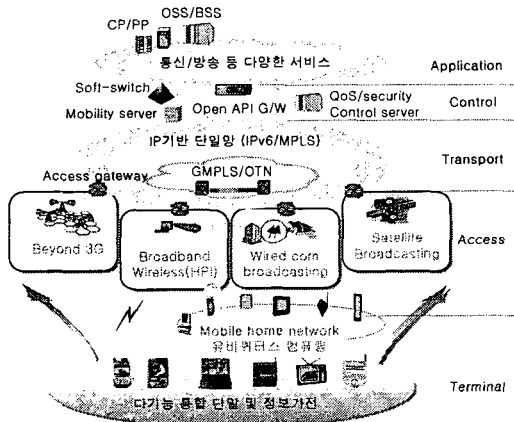 OSS/BSS
CP/PP
통신/방송 등 다양한 서비스
Application
Soft-switch
Mobility server
Open API G/W
QoS/security
Control server
Control
IP기반 단일망 (IPv6/MPLS)
Transport
Access gateway
GMPLS/OTN
Beyond 3G
Broadband
Wireless(HPI)
Wired com
broadcasting
Satellite
Broadcasting
Access
Mobile home network
유비쿼터스 컴퓨팅
다기능 통합 단말 및 정보가전
Terminal